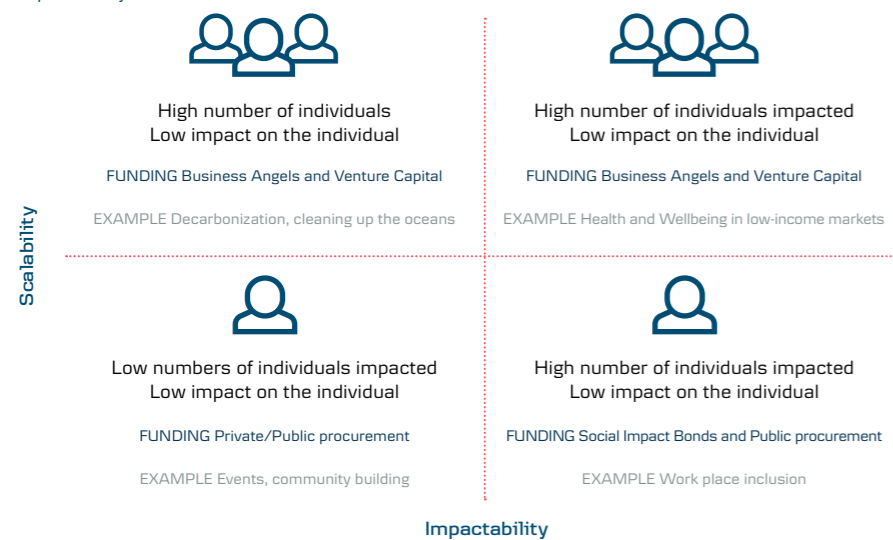 High number of individuals
Low impact on the individual
FUNDING Business Angels and Venture Capital
EXAMPLE Decarbonization, cleaning up the oceans
High number of individuals impacted
Low impact on the individual
FUNDING Business Angels and Venture Capital
EXAMPLE Health and Wellbeing in low-income markets
Scalability
Low numbers of individuals impacted
Low impact on the individual
FUNDING Private/Public procurement
EXAMPLE Events, community building
High number of individuals impacted
Low impact on the individual
FUNDING Social Impact Bonds and Public procurement
EXAMPLE Work place inclusion
Impactability